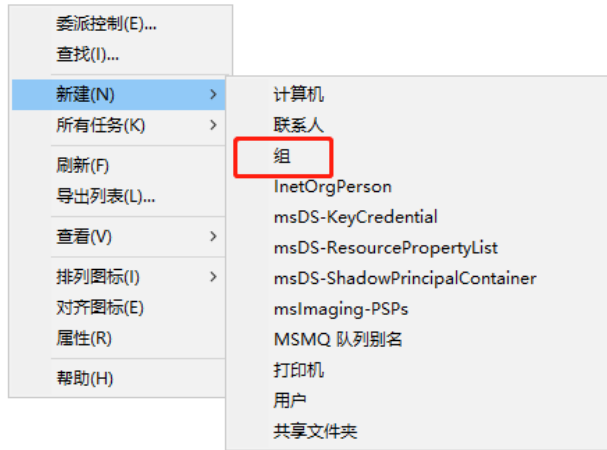 委派控制(E)...
查找(I)...
新建(N)
所有任务(K)
刷新(F)
导出列表(L)...
查看(V)
排列图标(I)
对齐图标(E)
属性(R)
帮助(H)
计算机
联系人
组
InetOrgPerson
msDS-KeyCredential
msDS-ResourcePropertyList
msDS-ShadowPrincipalContainer
msImaging-PSPs
MSMQ 队列别名
打印机
用户
共享文件夹